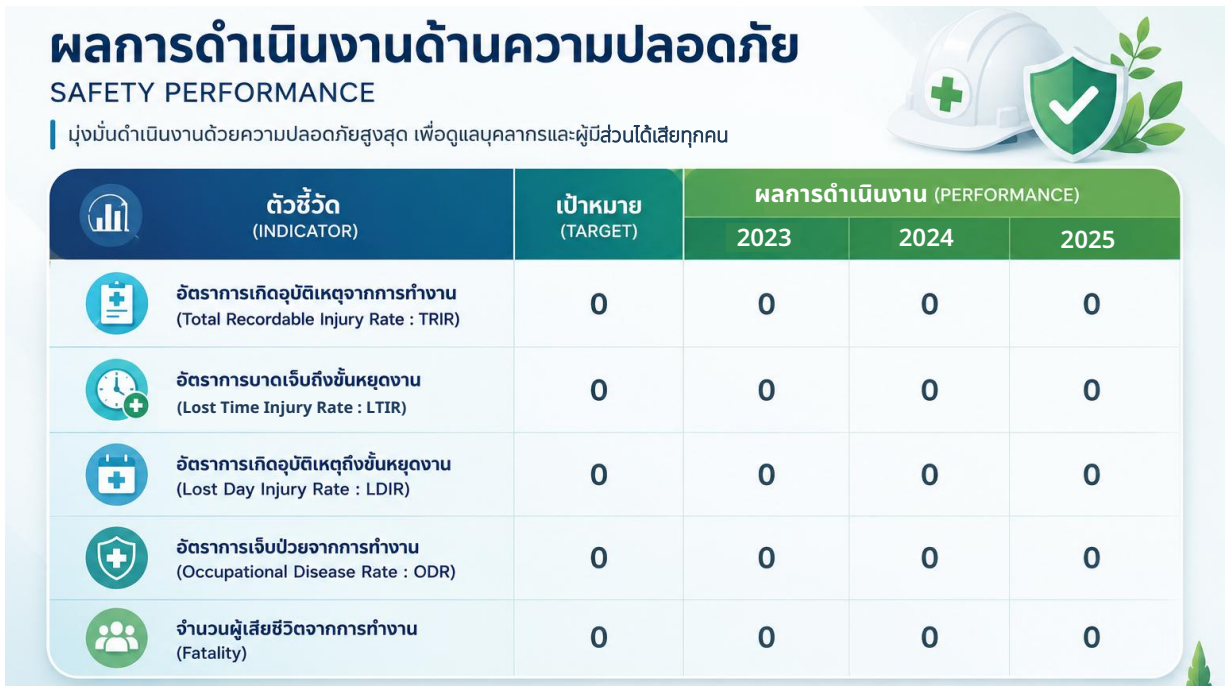 ผลการดำเนินงานด้านความปลอดภัย
SAFETY PERFORMANCE
มุ่งมั่นดำเนินงานด้วยความปลอดภัยสูงสุด เพื่อดูแลบุคลากรและผู้มีส่วนได้เสียทุกคน
ตัวชี้วัด
(INDICATOR)
เป้าหมาย
(TARGET)
ผลการดำเนินงาน (PERFORMANCE)
2023 2024 2025
อัตราการเกิดอุบัติเหตุจากการทำงาน
(Total Recordable Injury Rate : TRIR)
0 0 0 0
อัตราการบาดเจ็บถึงขั้นหยุดงาน
(Lost Time Injury Rate : LTIR)
0 0 0 0
อัตราการเกิดอุบัติเหตุถึงขั้นหยุดงาน
(Lost Day Injury Rate : LDIR)
0 0 0 0
อัตราการเจ็บป่วยจากการทำงาน
(Occupational Disease Rate : ODR)
0 0 0 0
จำนวนผู้เสียชีวิตจากการทำงาน
(Fatality)
0 0 0 0